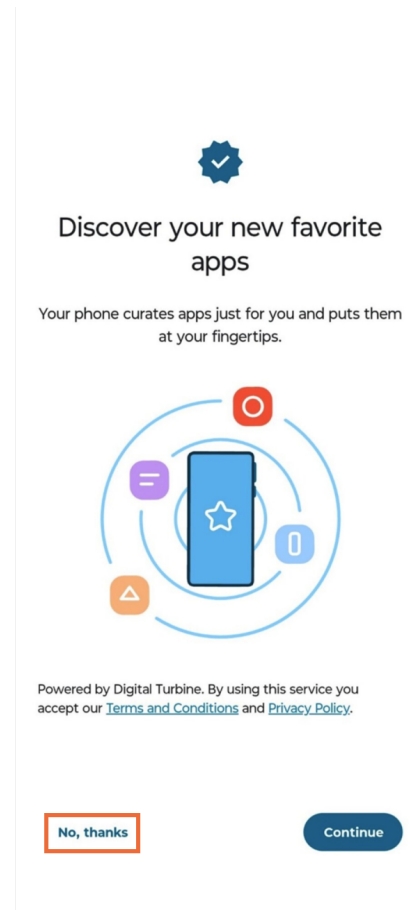 Discover your new favorite
apps
Your phone curates apps just for you and puts them
at your fingertips.
Powered by Digital Turbine. By using this service you
accept our Terms and Conditions and Privacy Policy.
No, thanks
Continue